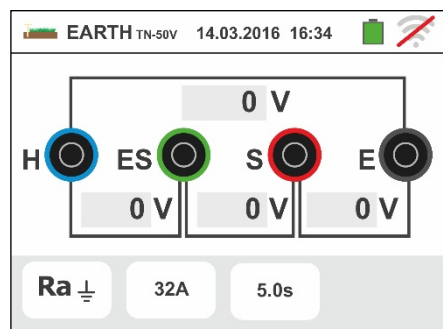 EARTH TN-50V 14.03.2016 16:34
0 V
H ES S E
0 V 0 V 0 V
Ra 32A 5.0s